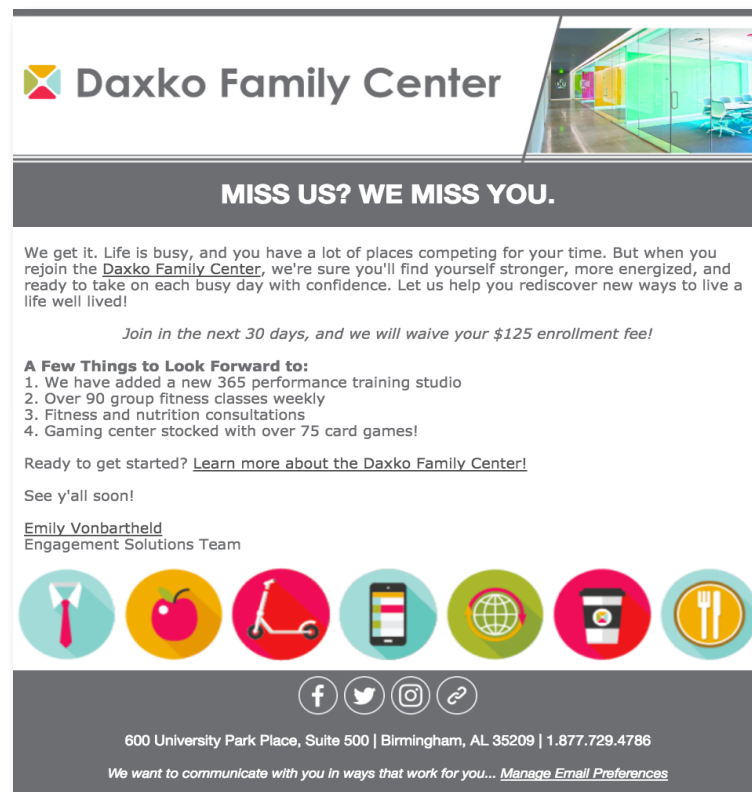 Daxko Family Center
MISS US? WE MISS YOU.
We get it. Life is busy, and you have a lot of places competing for your time. But when you
rejoin the Daxko Family Center, we're sure you'll find yourself stronger, more energized, and
ready to take on each busy day with confidence. Let us help you rediscover new ways to live a
life well lived!
Join in the next 30 days, and we will waive your $125 enrollment fee!
A Few Things to Look Forward to:
1. We have added a new 365 performance training studio
2. Over 90 group fitness classes weekly
3. Fitness and nutrition consultations
4. Gaming center stocked with over 75 card games!
Ready to get started? Learn more about the Daxko Family Center!
See y'all soon!
Emily Vonbartheld
Engagement Solutions Team
600 University Park Place, Suite 500 | Birmingham, AL 35209 | 1.877.729.4786
We want to communicate with you in ways that work for you... Manage Email Preferences